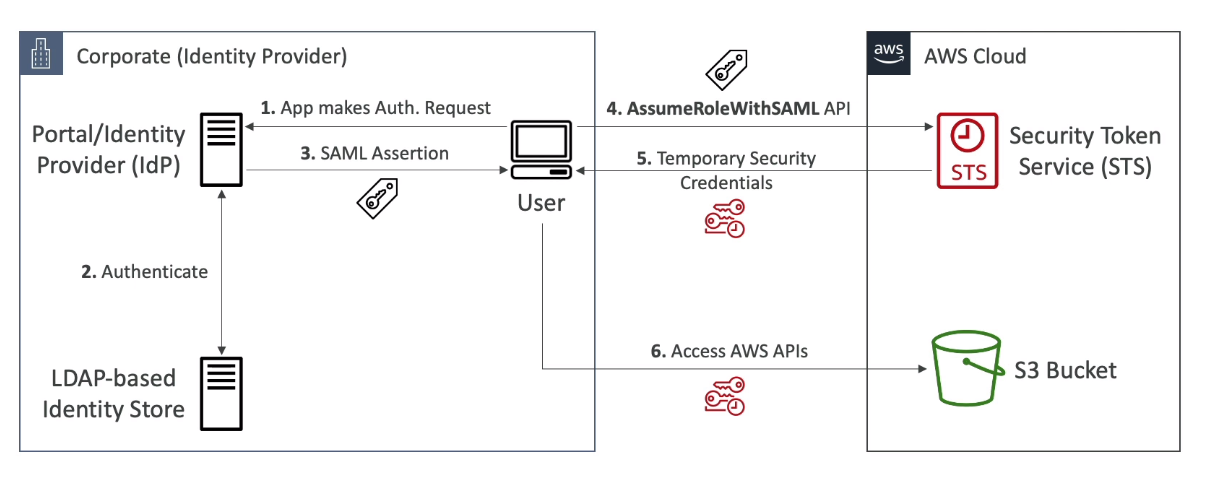 Corporate (Identity Provider)
aws
AWS Cloud
1. App makes Auth. Request
4. AssumeRoleWithSAML API
Portal/Identity
Provider (IdP)
3. SAML Assertion
5. Temporary Security
Credentials
STS
Security Token
Service (STS)
User
2. Authenticate
6. Access AWS APIs
LDAP-based
Identity Store
S3 Bucket